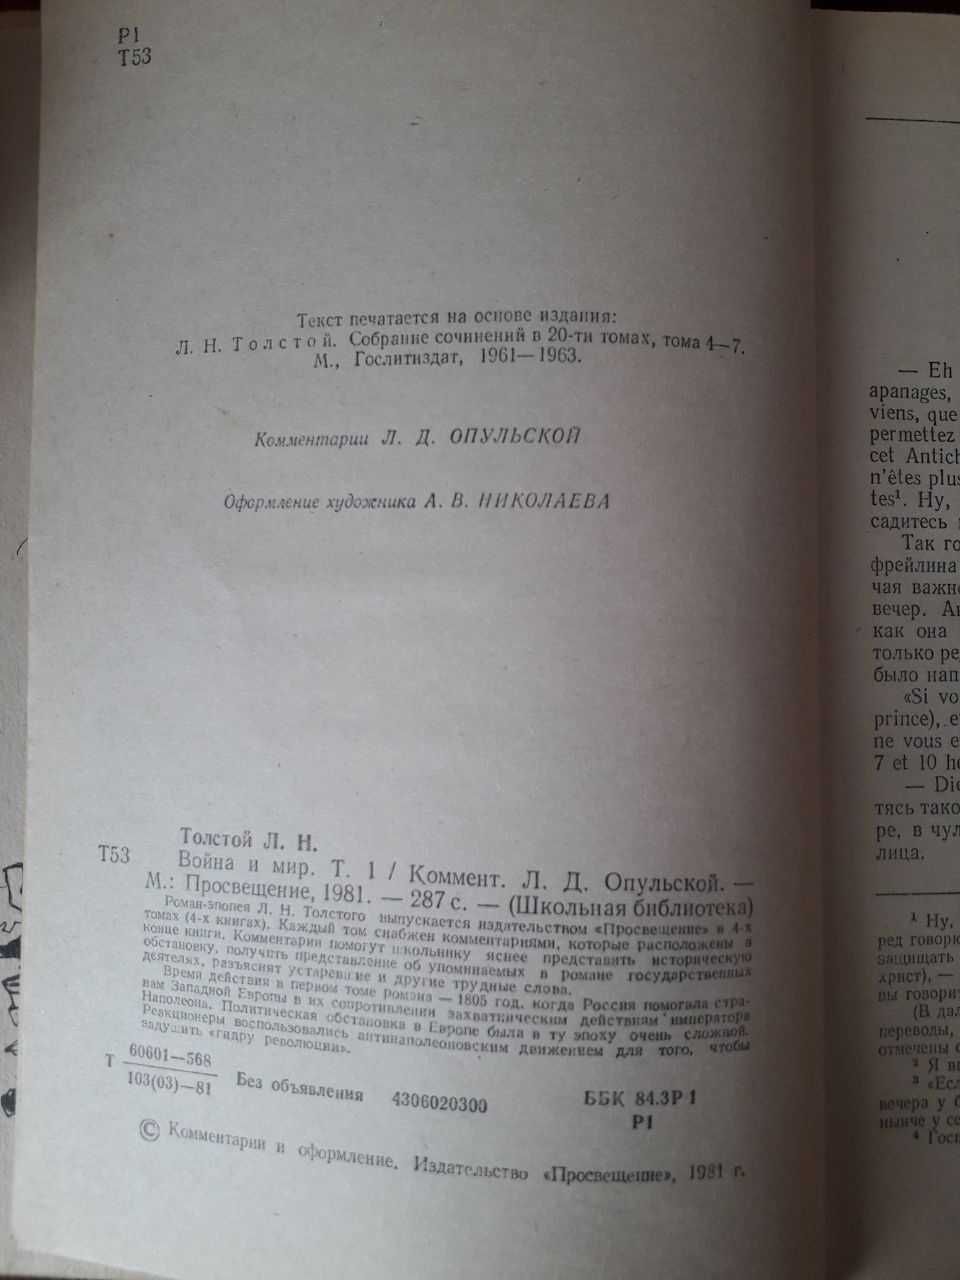 Р1
Т53
Текст печатается на основе издания:
Л. Н. Толстой. Собрание сочинений в 20-ти томах, тома 4—7.
М., Гослитиздат, 1961—1963.
Комментарии Л. Д. ОПУЛЬСКОЙ
Оформление художника А. В. НИКОЛАЕВА
Толстой Л. Н.
Т53 Война и мир. Т. 1 / Коммент. Л. Д. Опульской. —
М.: Просвещение, 1981. — 287 с. — (Школьная библиотека)
Роман-эпопея Л. Н. Толстого выпускается издательством «Просвещение» в 4-х
томах (4-х книгах). Каждый том снабжен комментариями, которые расположены в
конце книги. Комментарии помогут школьнику яснее представить историческую
обстановку, получить представление об упоминаемых в романе государственных
деятелях, разъяснят устаревшие и другие трудные слова.
Время действия в первом томе романа — 1805 год, когда Россия помогала стра-
нам Западной Европы в их сопротивлении захватническим действиям императора
Наполеона. Политическая обстановка в Европе была в ту эпоху очень сложной.
Реакционеры воспользовались антинаполеоновским движением для того, чтобы
задушить «гидру революции».
Т 60601—568
103(03)—81 Без объявления 4306020300 ББК 84.3Р1
Р1
© Комментарии и оформление. Издательство «Просвещение», 1981 г.
— Eh
apanages,
viens, que
permettez
cet Antich
n'êtes plus
tes¹. Ну,
садитесь
Так го
фрейлина
чая важно
вечер. Ан
как она
только ре
было нап
«Si vo
prince), e
ne vous e
7 et 10 he
— Die
тясь тако
ре, в чул
лица.
¹ Ну,
ред говорю
защищать
христ), —
вы говори
(В дал
переводы,
отмечены с
² Я в
³ «Есл
вечера у б
нынче у се
⁴ Госп